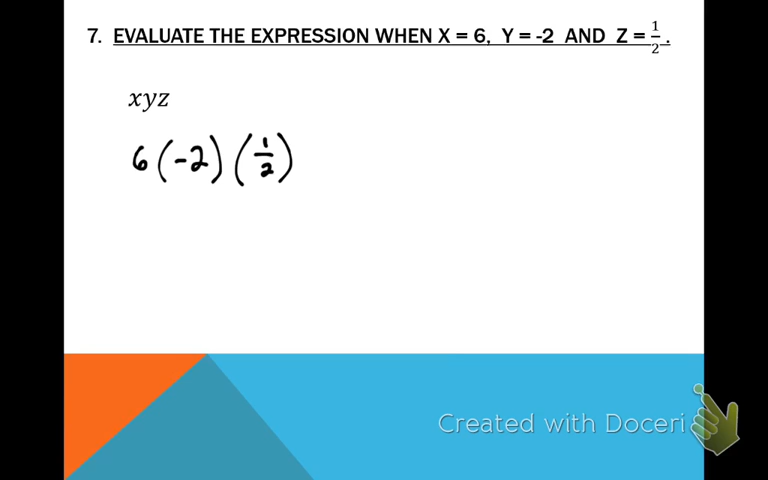 7. EVALUATE THE EXPRESSION WHEN X = 6, Y = -2 AND Z = 1/2.
xyz
6(-2)(1/2)
Created with Doceri